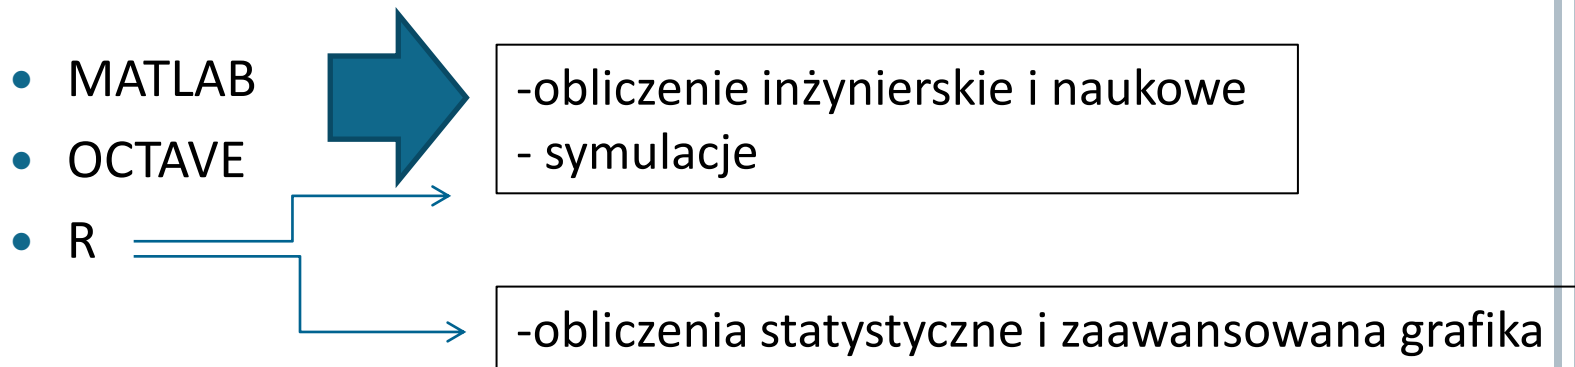 • MATLAB
• OCTAVE
• R
-obliczenie inżynierskie i naukowe
- symulacje
-obliczenia statystyczne i zaawansowana grafika